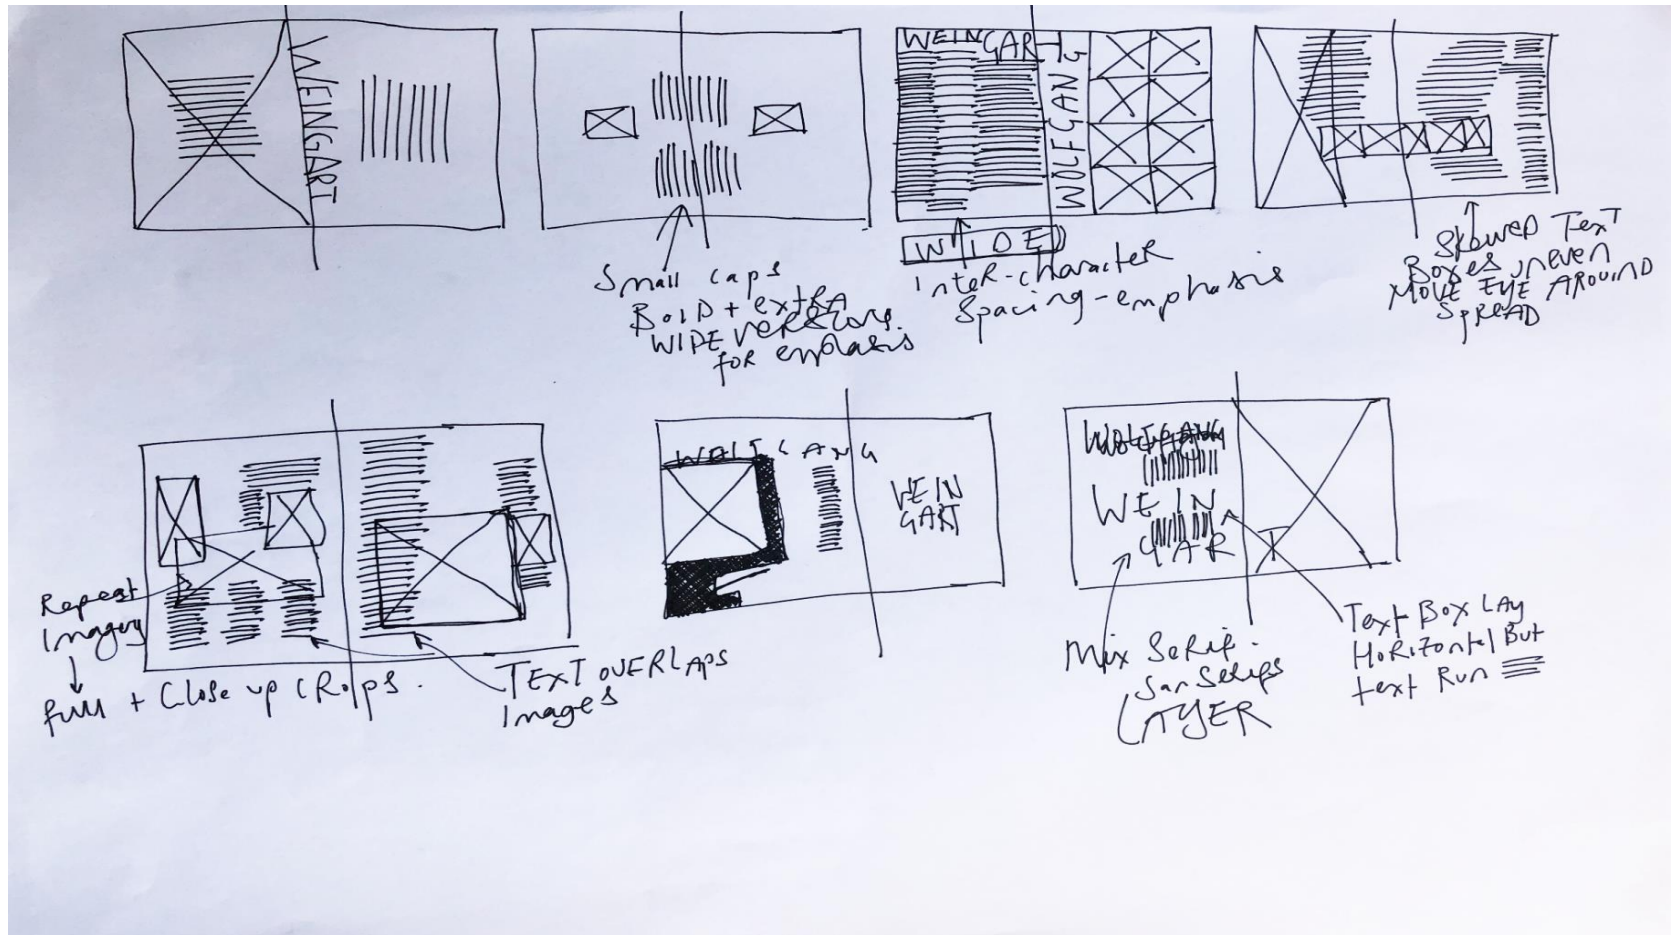 WEINGART
Small caps
BOLD + extRA
WIDE VERSIONS.
FOR emphasis
WEINGART
WOLFGANG
WIDE
Inter-character
Spacing-emphasis
SKEWED TEXT
Boxes uneven
MOVE EYE AROUND
SPREAD
Repeat
Imagery
full + Close up CROPS.
TEXT OVERLAPS
Images
WEIN
GART
WOLFGANG
WEIN
GART
Mix Serif.
San Serifs
LAYER
Text Box LAY
HORIZONTAL BUT
text RUN